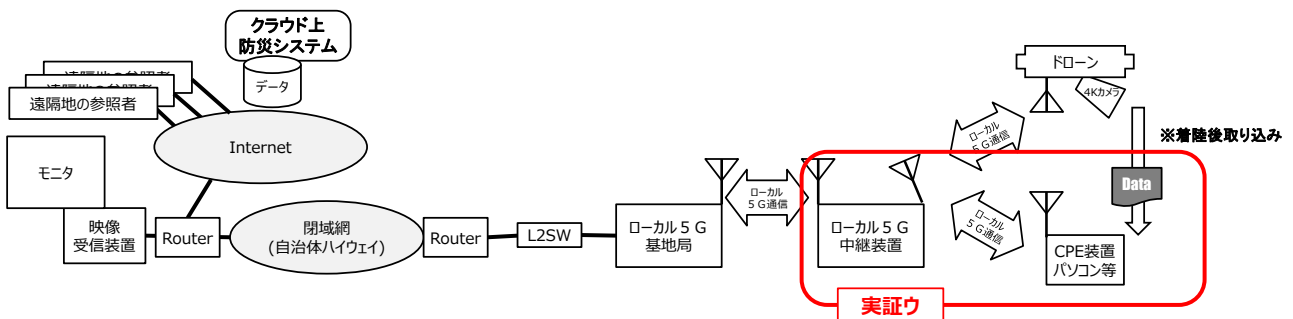 クラウド上
防災システム
データ
遠隔地の参照者
遠隔地の参照者
遠隔地の参照者
Internet
モニタ
映像
受信装置
Router
閉域網
(自治体ハイウェイ)
Router
L2SW
ローカル５Ｇ
基地局
ローカル
５Ｇ通信
ローカル５Ｇ
中継装置
ローカル
５Ｇ通信
ドローン
4Kカメラ
※着陸後取り込み
Data
ローカル
５Ｇ通信
CPE装置
パソコン等
実証ウ